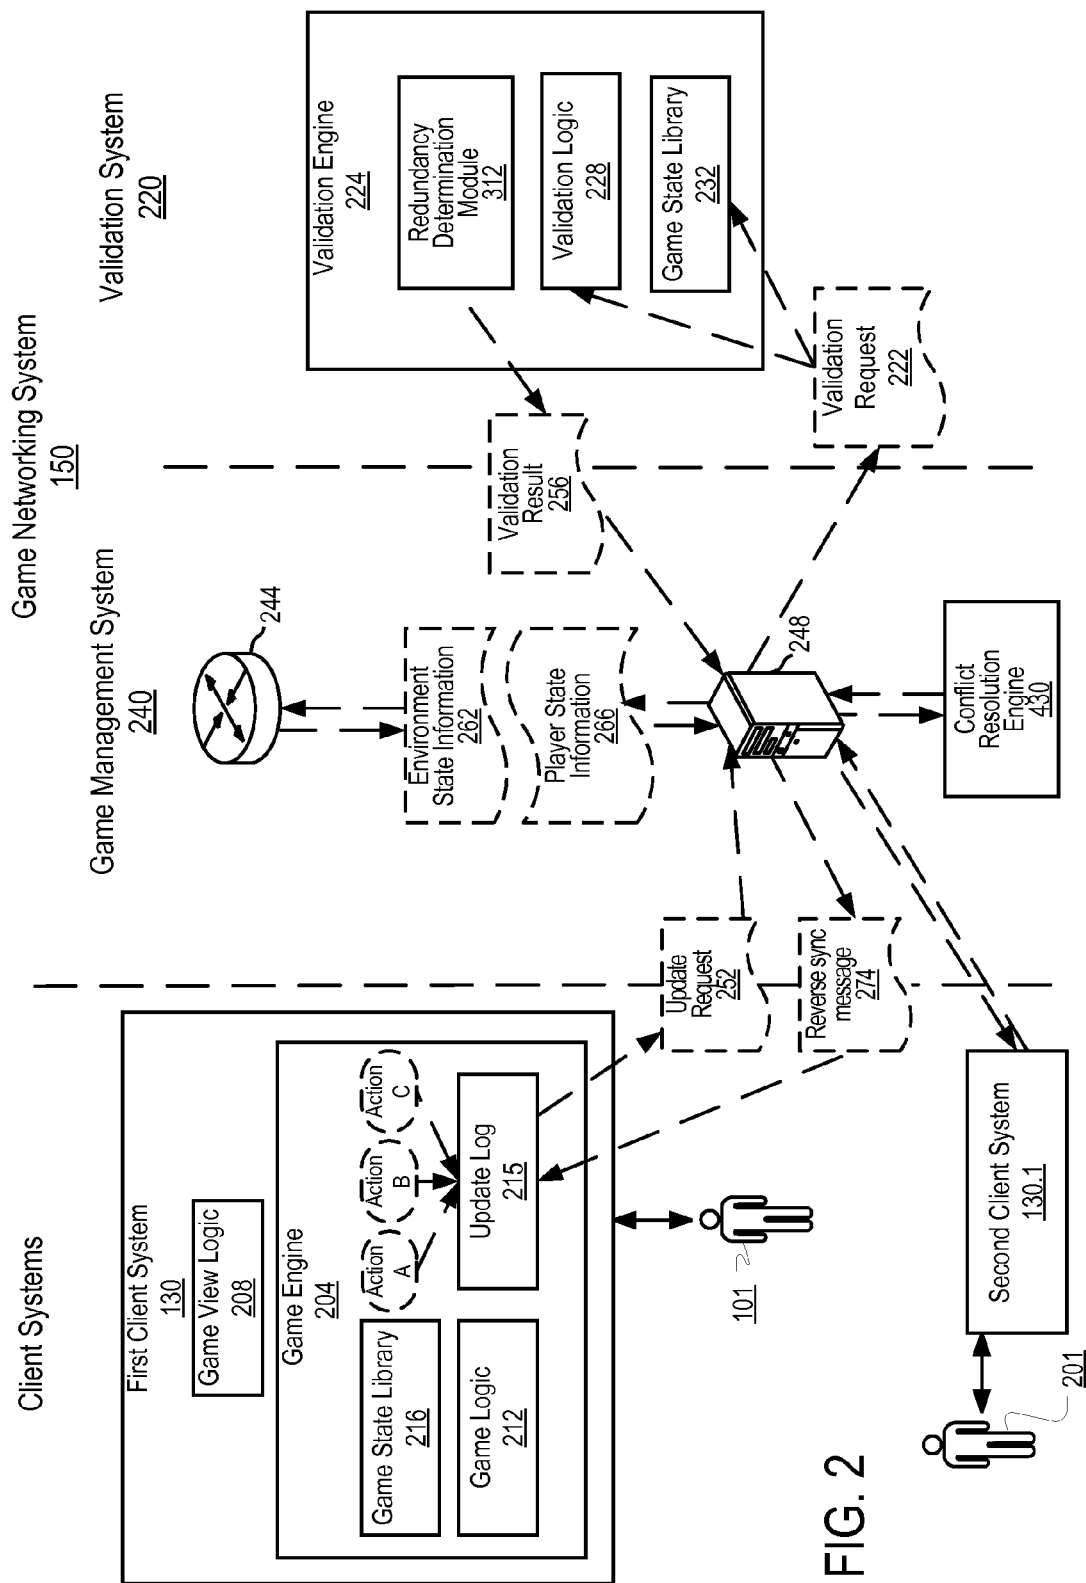 Client Systems
Game Networking System
150
Game Management System
240
Validation System
220
First Client System
130
Game View Logic
208
Game Engine
204
Game State Library
216
Game Logic
212
Action
A
Action
B
Action
C
Update Log
215
101
Update
Request
252
Reverse sync
message
274
244
Environment
State Information
262
Player State
Information
266
248
Validation
Result
256
Validation Engine
224
Redundancy
Determination
Module
312
Validation Logic
228
Game State Library
232
Validation
Request
222
Conflict
Resolution
Engine
430
Second Client System
130.1
201
FIG. 2